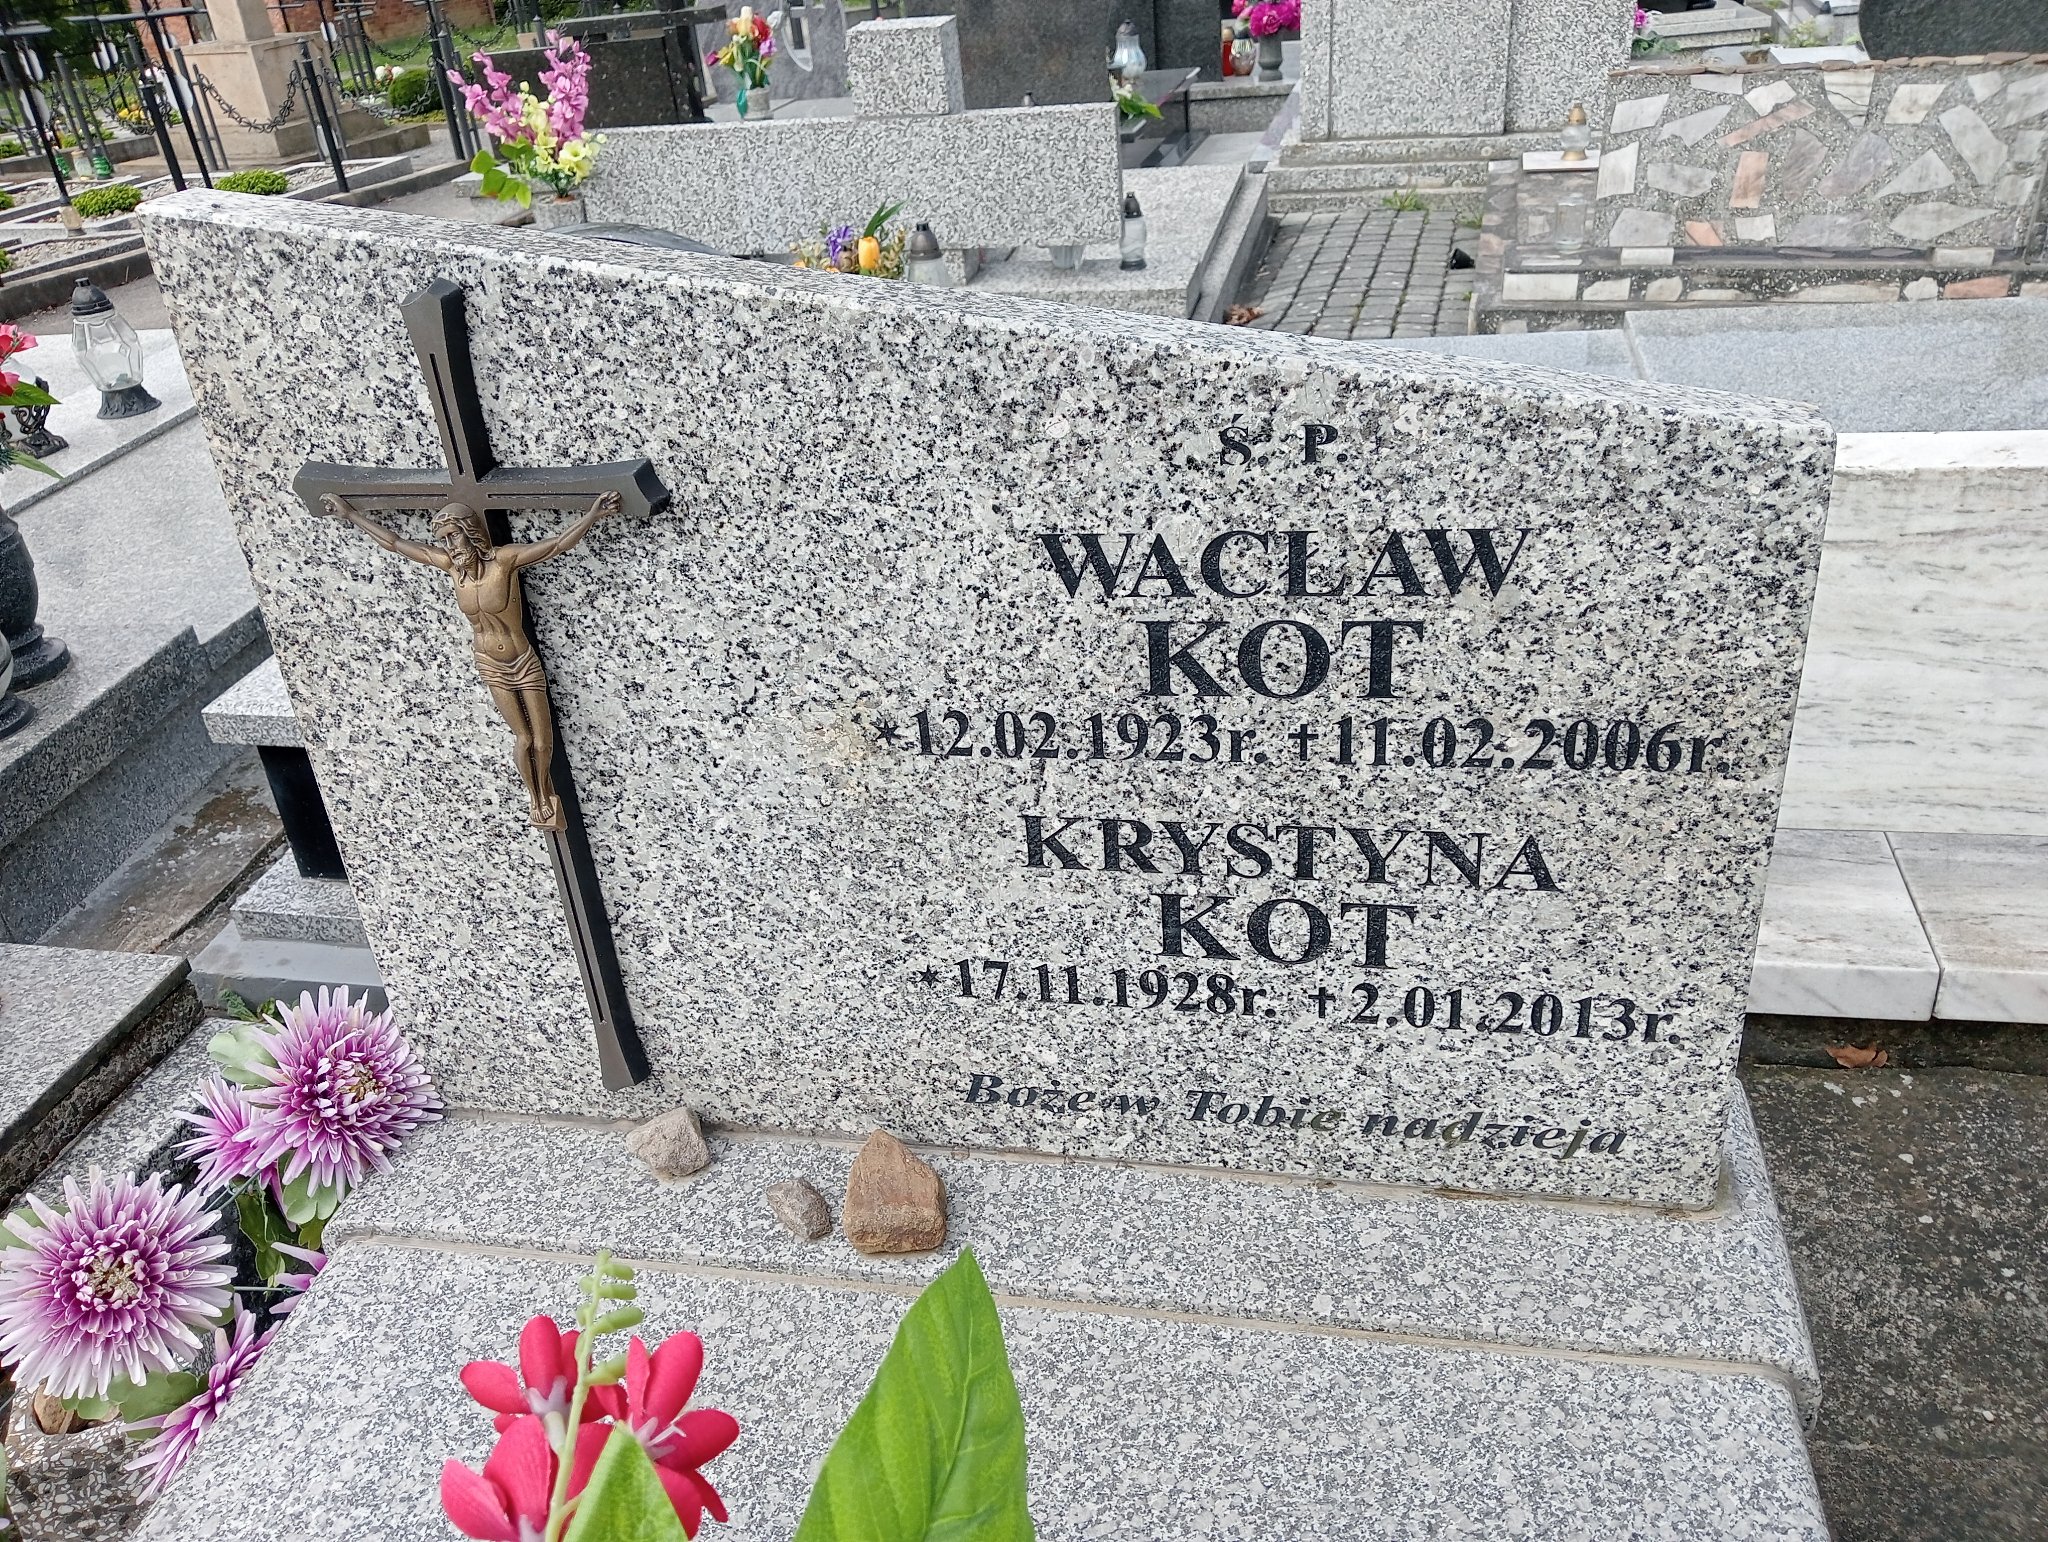 Ś. P.
WACŁAW
KOT
*12.02.1923r. +11.02.2006r.
KRYSTYNA
KOT
*17.11.1928r. +2.01.2013r.
Boże w Tobie nadzieja